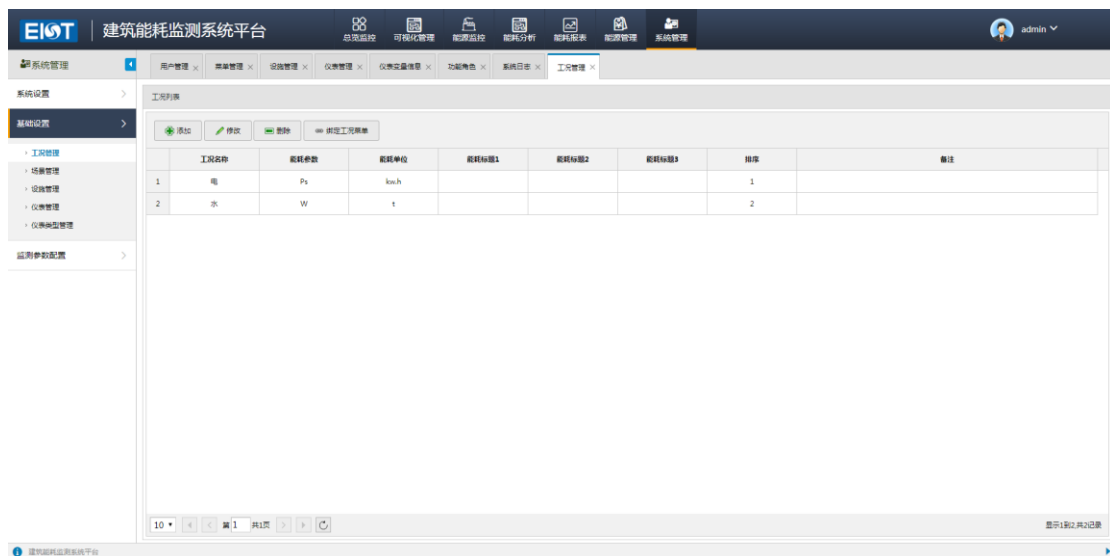 EIOT 建筑能耗监测系统平台 总览监控 可视化管理 能源监控 能耗分析 能耗报表 能源管理 系统管理 admin
系统管理 用户管理 菜单管理 设施管理 仪表管理 仪表变量信息 功能角色 系统日志 工况管理
系统设置
工况列表
基础设置
添加 修改 删除 绑定工况菜单
工况管理
场景管理
设施管理
仪表管理
仪表类型管理
监测参数配置
工况名称 能耗参数 能耗单位 能耗标题1 能耗标题2 能耗标题3 排序 备注
1 电 Ps kw.h 1
2 水 W t 2
10 第 1 共1页 显示1到2,共2记录
建筑能耗监测系统平台